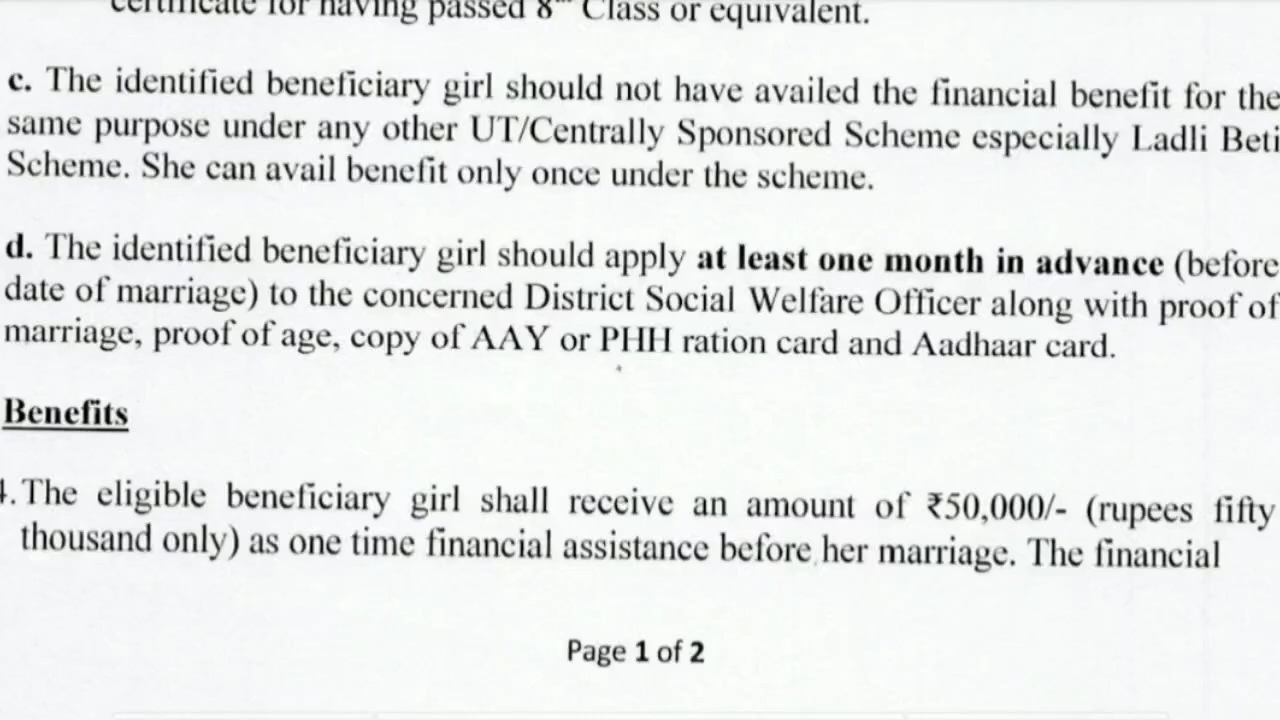 certificate for having passed 8th Class or equivalent.
c. The identified beneficiary girl should not have availed the financial benefit for the
same purpose under any other UT/Centrally Sponsored Scheme especially Ladli Beti
Scheme. She can avail benefit only once under the scheme.
d. The identified beneficiary girl should apply at least one month in advance (before
date of marriage) to the concerned District Social Welfare Officer along with proof of
marriage, proof of age, copy of AAY or PHH ration card and Aadhaar card.
Benefits
4. The eligible beneficiary girl shall receive an amount of ₹50,000/- (rupees fifty
thousand only) as one time financial assistance before her marriage. The financial
Page 1 of 2